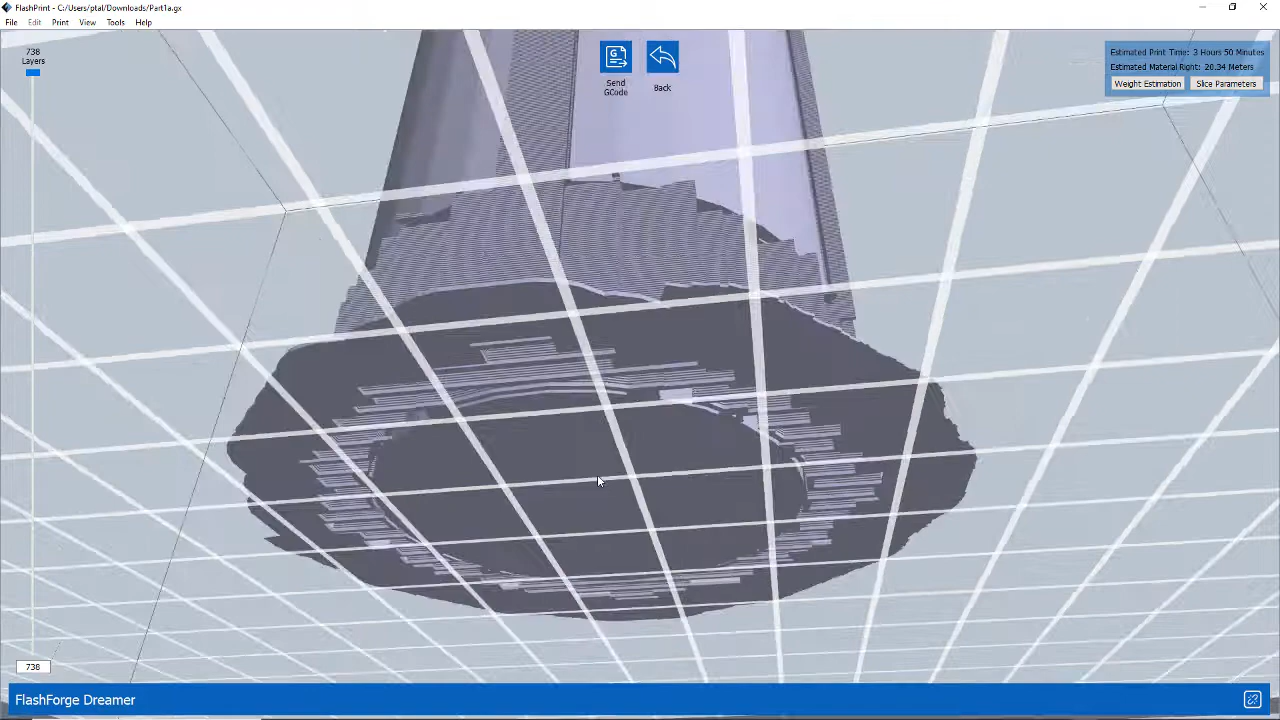 FlashPrint - C:/Users/ptal/Downloads/Part1a.gx
File Edit Print View Tools Help
738
Layers
Send
GCode
Back
Estimated Print Time: 3 Hours 50 Minutes
Estimated Material Right: 20.34 Meters
Weight Estimation Slice Parameters
738
FlashForge Dreamer